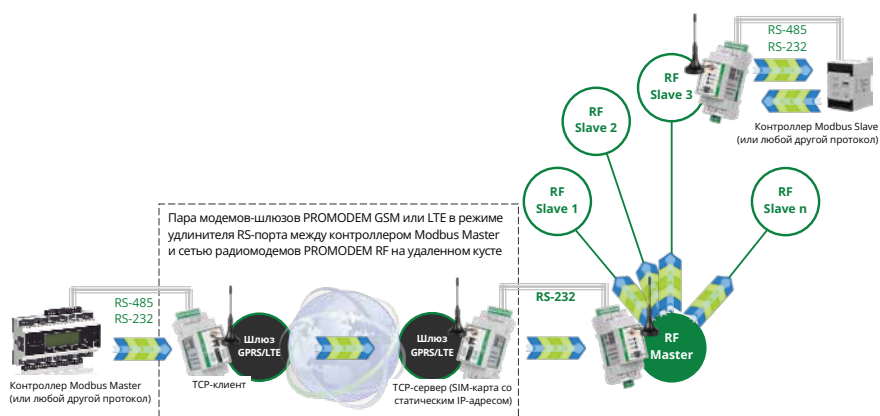 RS-485
RS-232
RF
Slave 3
RF
Slave 2
Контроллер Modbus Slave
(или любой другой протокол)
RF
Slave 1
RF
Slave n
Пара модемов-шлюзов PROMODEM GSM или LTE в режиме
удлинителя RS-порта между контроллером Modbus Master
и сетью радиомодемов PROMODEM RF на удаленном кусте
RS-485
RS-232
RS-232
Шлюз
GPRS/LTE
Шлюз
GPRS/LTE
RF
Master
Контроллер Modbus Master
(или любой другой протокол)
TCP-клиент
TCP-сервер (SIM-карта со
статическим IP-адресом)